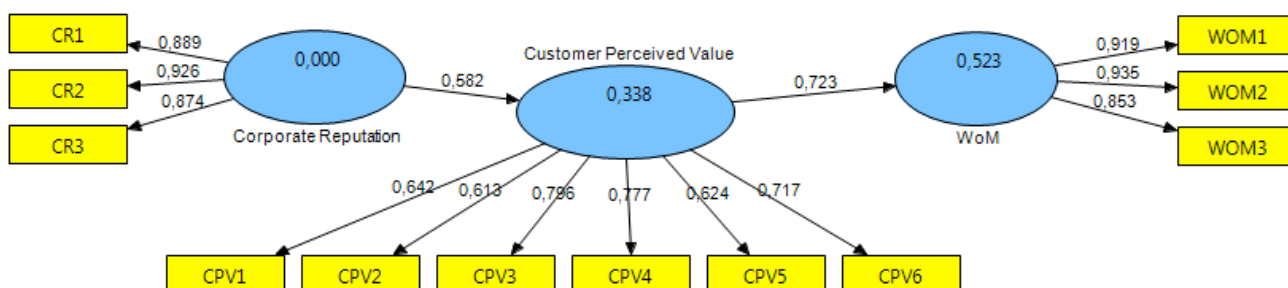 CR1
0,889
0,000
CR2
0,926
0,874
CR3
Corporate Reputation
0,582
Customer Perceived Value
0,338
0,723
0,523
WoM
0,919
WOM1
0,935
WOM2
0,853
WOM3
0,642
0,613
0,796
0,777
0,624
0,717
CPV1
CPV2
CPV3
CPV4
CPV5
CPV6